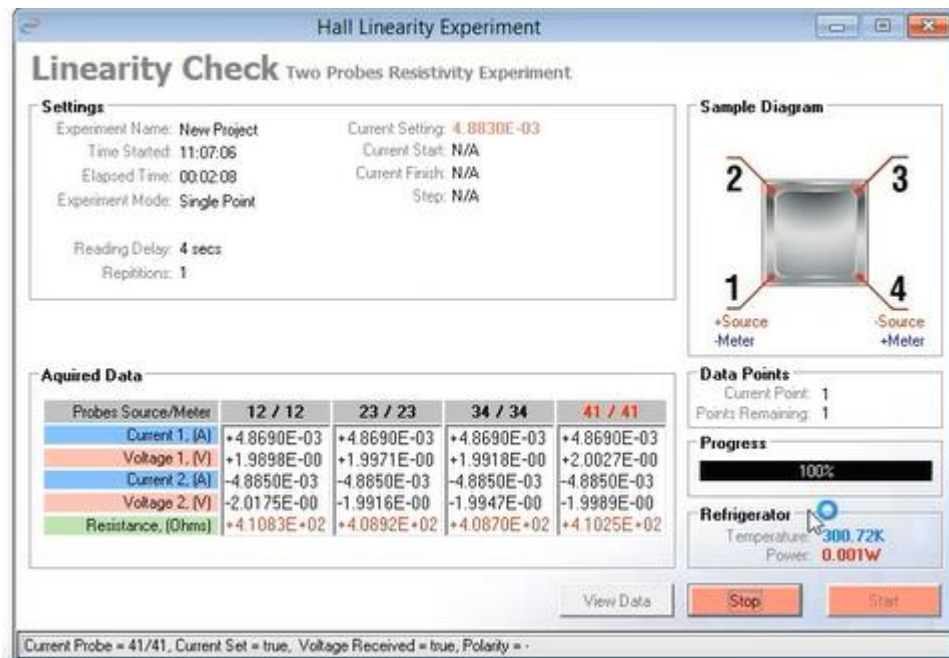 Hall Linearity Experiment
Linearity Check Two Probes Resistivity Experiment
Settings
Experiment Name: New Project
Time Started: 11:07:06
Elapsed Time: 00:02:08
Experiment Mode: Single Point
Reading Delay: 4 secs
Repititions: 1
Current Setting: 4.8830E-03
Current Start: N/A
Current Finish: N/A
Step: N/A
Sample Diagram
2 3
1 4
+Source -Source
-Meter +Meter
Aquired Data
Probes Source/Meter 12 / 12 23 / 23 34 / 34 41 / 41
Current 1, (A) +4.8690E-03 +4.8690E-03 +4.8690E-03 +4.8690E-03
Voltage 1, (V) +1.9898E-00 +1.9971E-00 +1.9918E-00 +2.0027E-00
Current 2, (A) -4.8850E-03 -4.8850E-03 -4.8850E-03 -4.8850E-03
Voltage 2, (V) -2.0175E-00 -1.9916E-00 -1.9947E-00 -1.9989E-00
Resistance, (Ohms) +4.1083E+02 +4.0892E+02 +4.0870E+02 +4.1025E+02
Data Points
Current Point: 1
Points Remaining: 1
Progress
100%
Refrigerator
Temperature: 300.72K
Power: 0.001W
View Data Stop Start
Current Probe = 41/41, Current Set = true, Voltage Received = true, Polarity = -